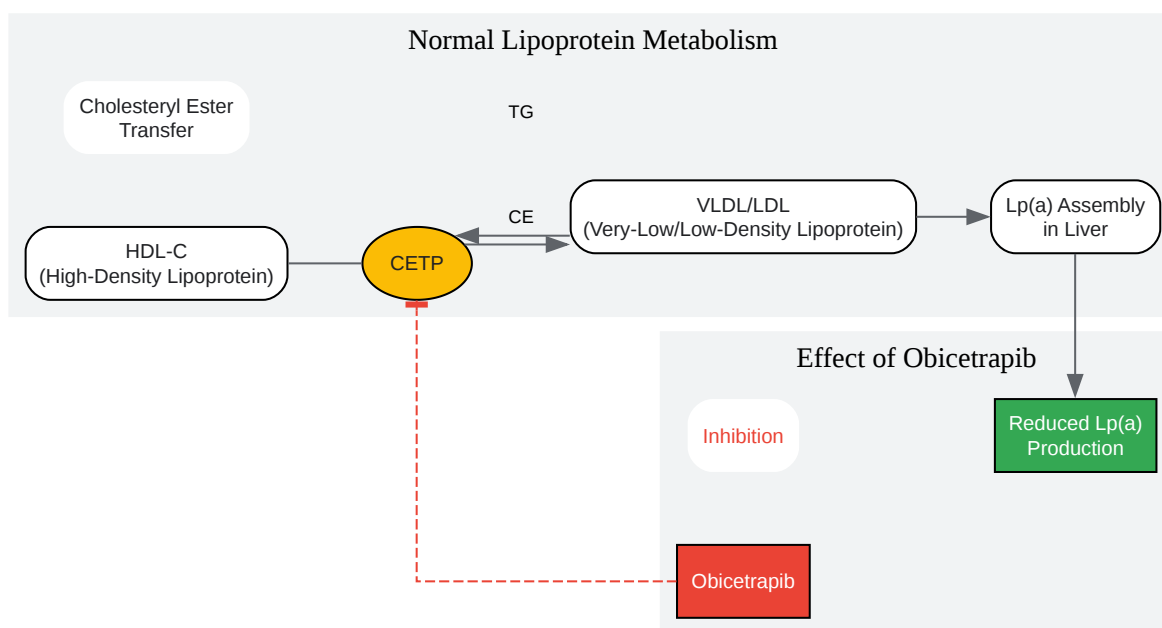 Normal Lipoprotein Metabolism
Cholesteryl Ester
Transfer
TG
CE
VLDL/LDL
(Very-Low/Low-Density Lipoprotein)
Lp(a) Assembly
in Liver
HDL-C
(High-Density Lipoprotein)
CETP
Effect of Obicetrapib
Inhibition
Reduced Lp(a)
Production
Obicetrapib